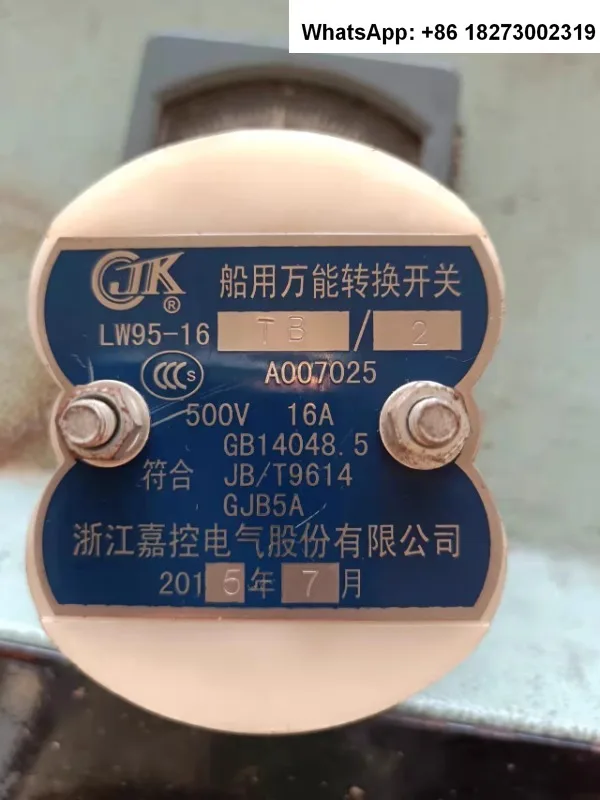 WhatsApp: +86 18273002319
CJK® 船用万能转换开关
LW95-16 TB / 2
CCC S A007025
500V 16A
GB14048.5
符合 JB/T9614
GJB5A
浙江嘉控电气股份有限公司
2015年7月